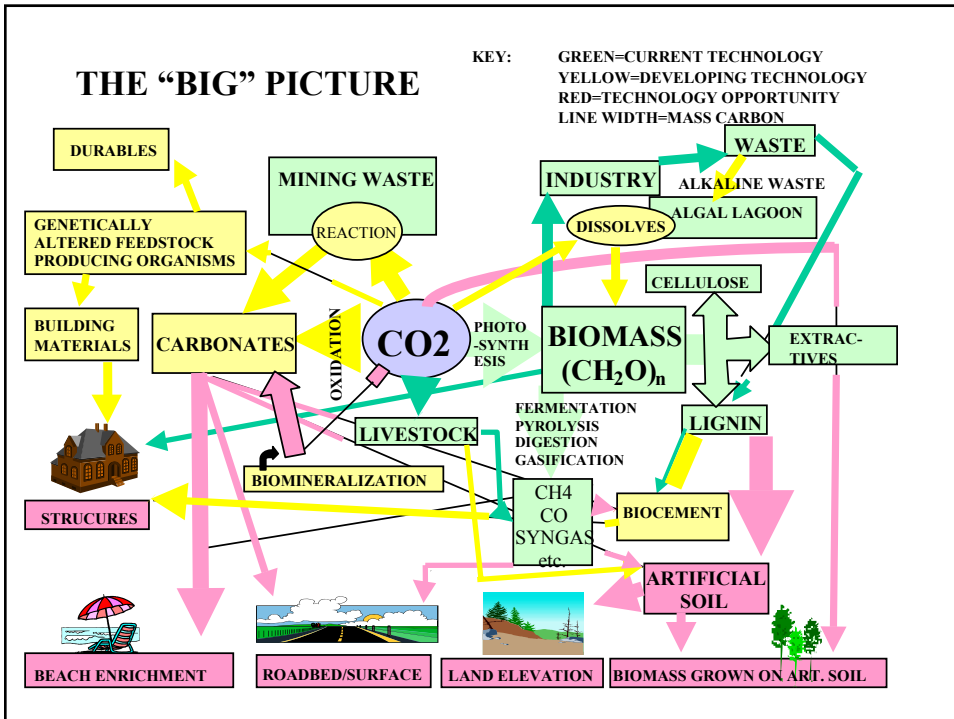 THE “BIG” PICTURE
KEY:
GREEN=CURRENT TECHNOLOGY
YELLOW=DEVELOPING TECHNOLOGY
RED=TECHNOLOGY OPPORTUNITY
LINE WIDTH=MASS CARBON
DURABLES
MINING WASTE
REACTION
INDUSTRY
WASTE
ALKALINE WASTE
ALGAL LAGOON
DISSOLVES
GENETICALLY
ALTERED FEEDSTOCK
PRODUCING ORGANISMS
CELLULOSE
BUILDING
MATERIALS
CARBONATES
OXIDATION
CO2
PHOTO
-SYNTH
ESIS
BIOMASS
(CH₂O)n
EXTRAC-
TIVES
LIVESTOCK
FERMENTATION
PYROLYSIS
DIGESTION
GASIFICATION
LIGNIN
BIOMINERALIZATION
CH4
CO
SYNGAS
etc.
BIOCEMENT
STRUCURES
ARTIFICIAL
SOIL
BEACH ENRICHMENT
ROADBED/SURFACE
LAND ELEVATION
BIOMASS GROWN ON ART. SOIL